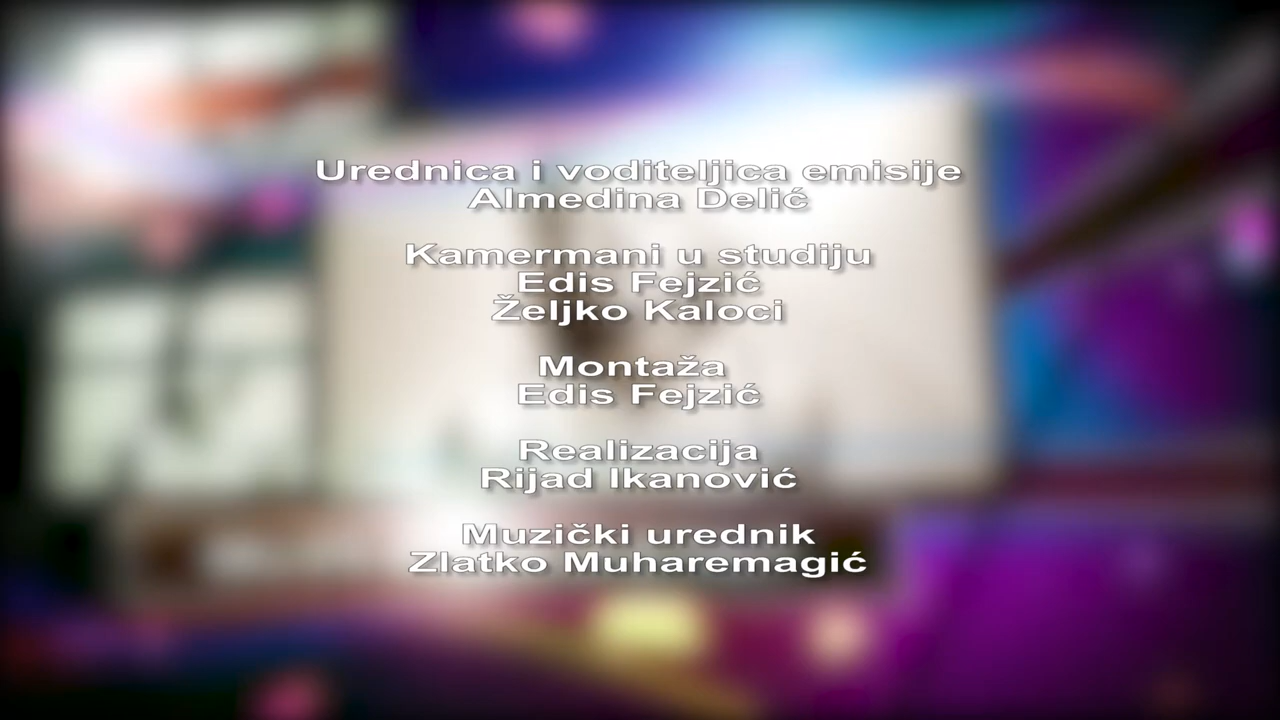 Urednica i voditeljica emisije
Almedina Delić
Kamermani u studiju
Edis Fejzić
Željko Kaloci
Montaža
Edis Fejzić
Realizacija
Rijad Ikanović
Muzički urednik
Zlatko Muharemagić